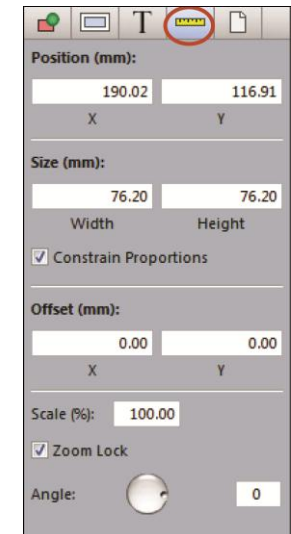 T
Position (mm):
190.02 116.91
X Y
Size (mm):
76.20 76.20
Width Height
Constrain Proportions
Offset (mm):
0.00 0.00
X Y
Scale (%): 100.00
Zoom Lock
Angle: 0